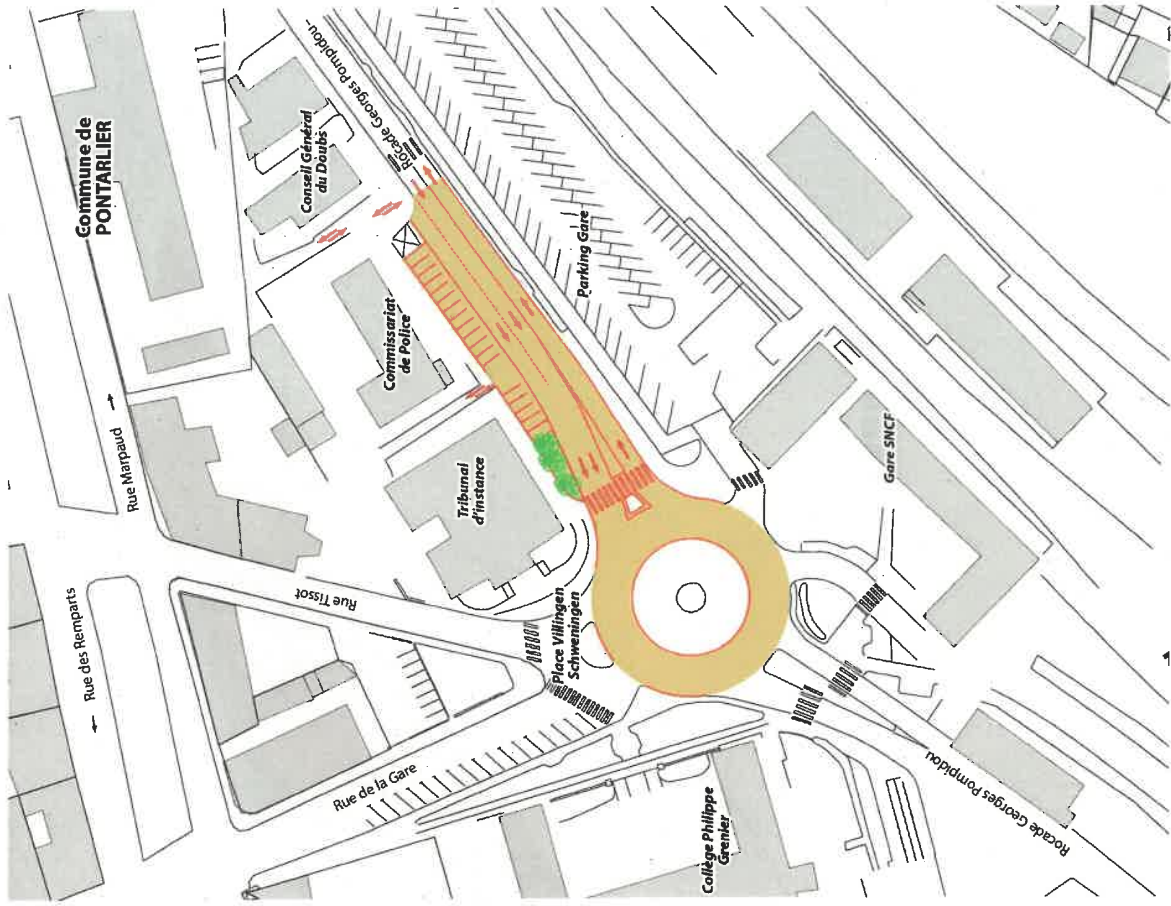 Commune de
PONTARLIER
Conseil Général
du Doubs
Rocade Georges Pompidou
Commissariat
de Police
Parking Gare
Rue Marpaud
Tribunal
d'instance
Gare SNCF
Rue des Remparts
Rue Tissot
Place Villingen
Schweningen
Rue de la Gare
Collège Philippe
Grenier
Rocade Georges Pompidou